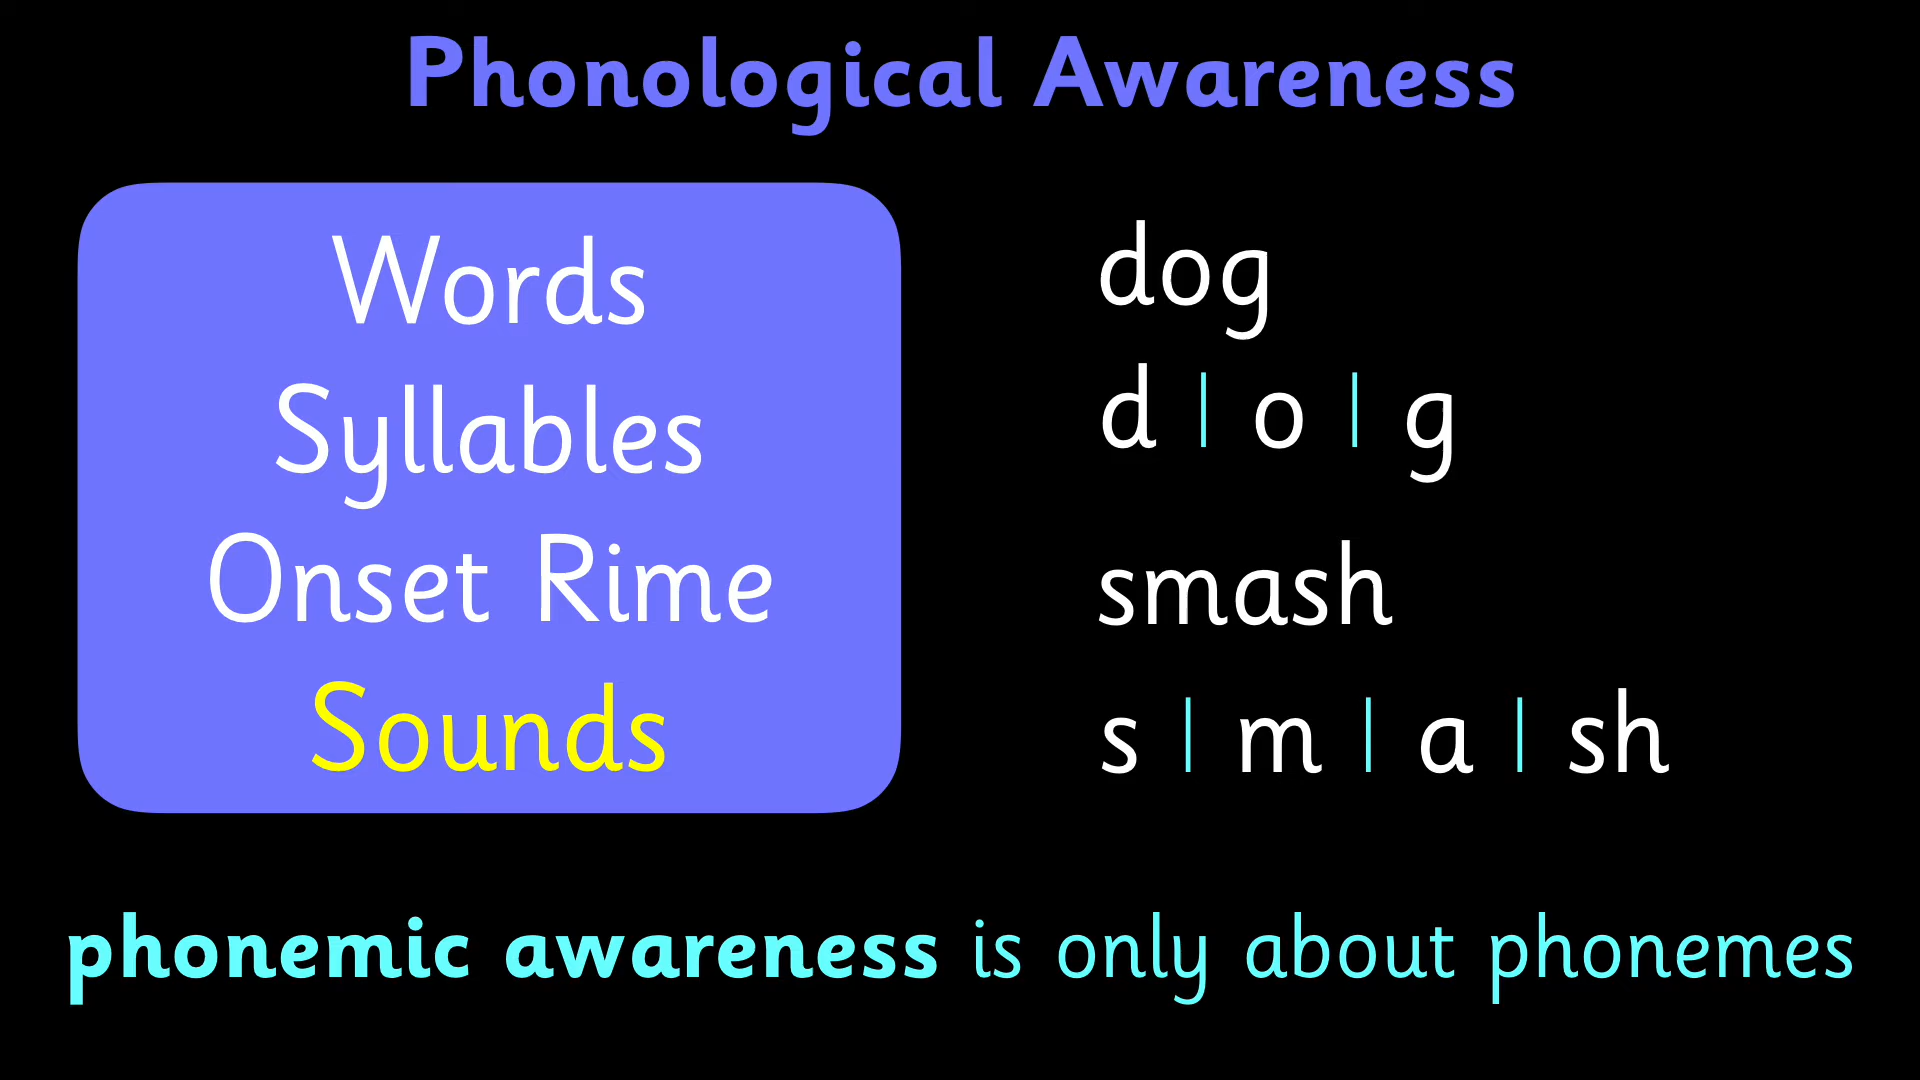 Phonological Awareness
Words
Syllables
Onset Rime
Sounds
dog
d | o | g
smash
s | m | a | sh
phonemic awareness is only about phonemes